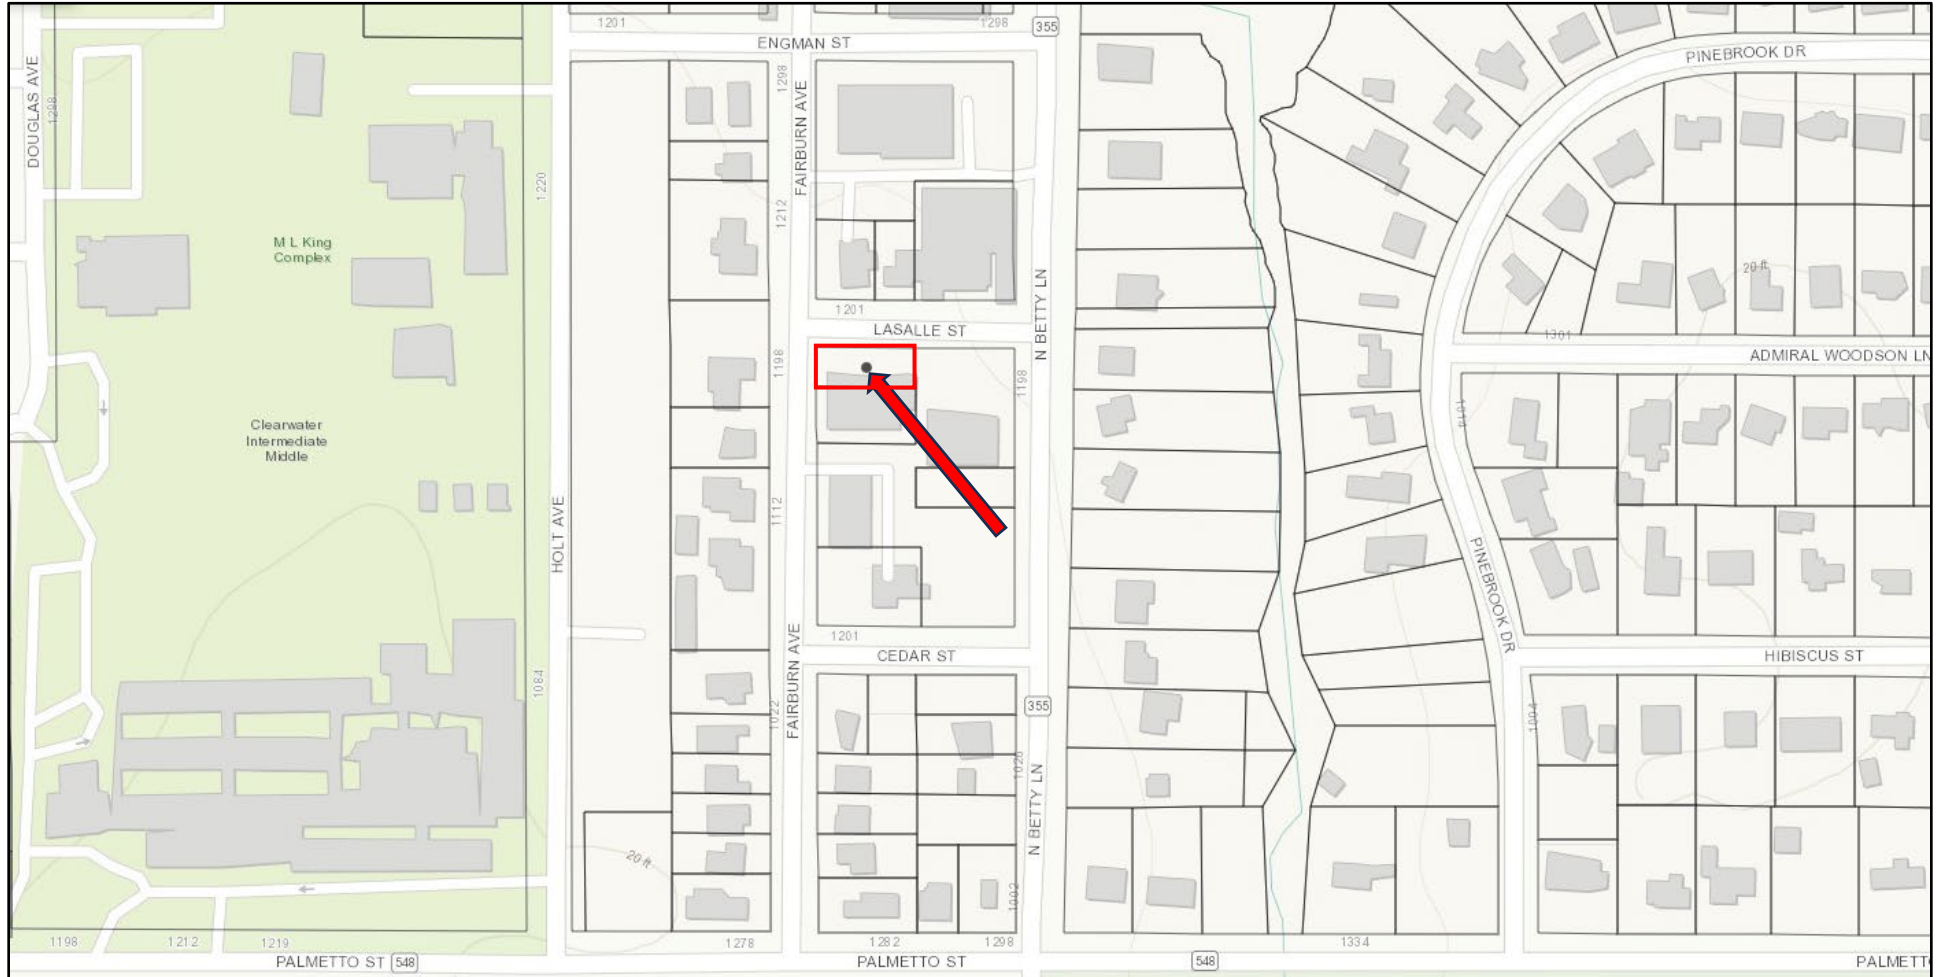 1201
1298
355
ENGMAN ST
PINEBROOK DR
DOUGLAS AVE
1298
1298
FAIRBURN AVE
1220
1212
M L King
Complex
20 ft
N BETTY LN
1201
LASALLE ST
1301
ADMIRAL WOODSON LN
1198
1198
1014
Clearwater
Intermediate
Middle
HOLT AVE
1112
PINEBROOK DR
1201
CEDAR ST
HIBISCUS ST
1084
FAIRBURN AVE
1022
355
1004
1026
N BETTY LN
20 ft
1002
1198
1212
1219
1278
1282
1298
1334
PALMETTO ST
548
PALMETTO ST
548
PALMETT